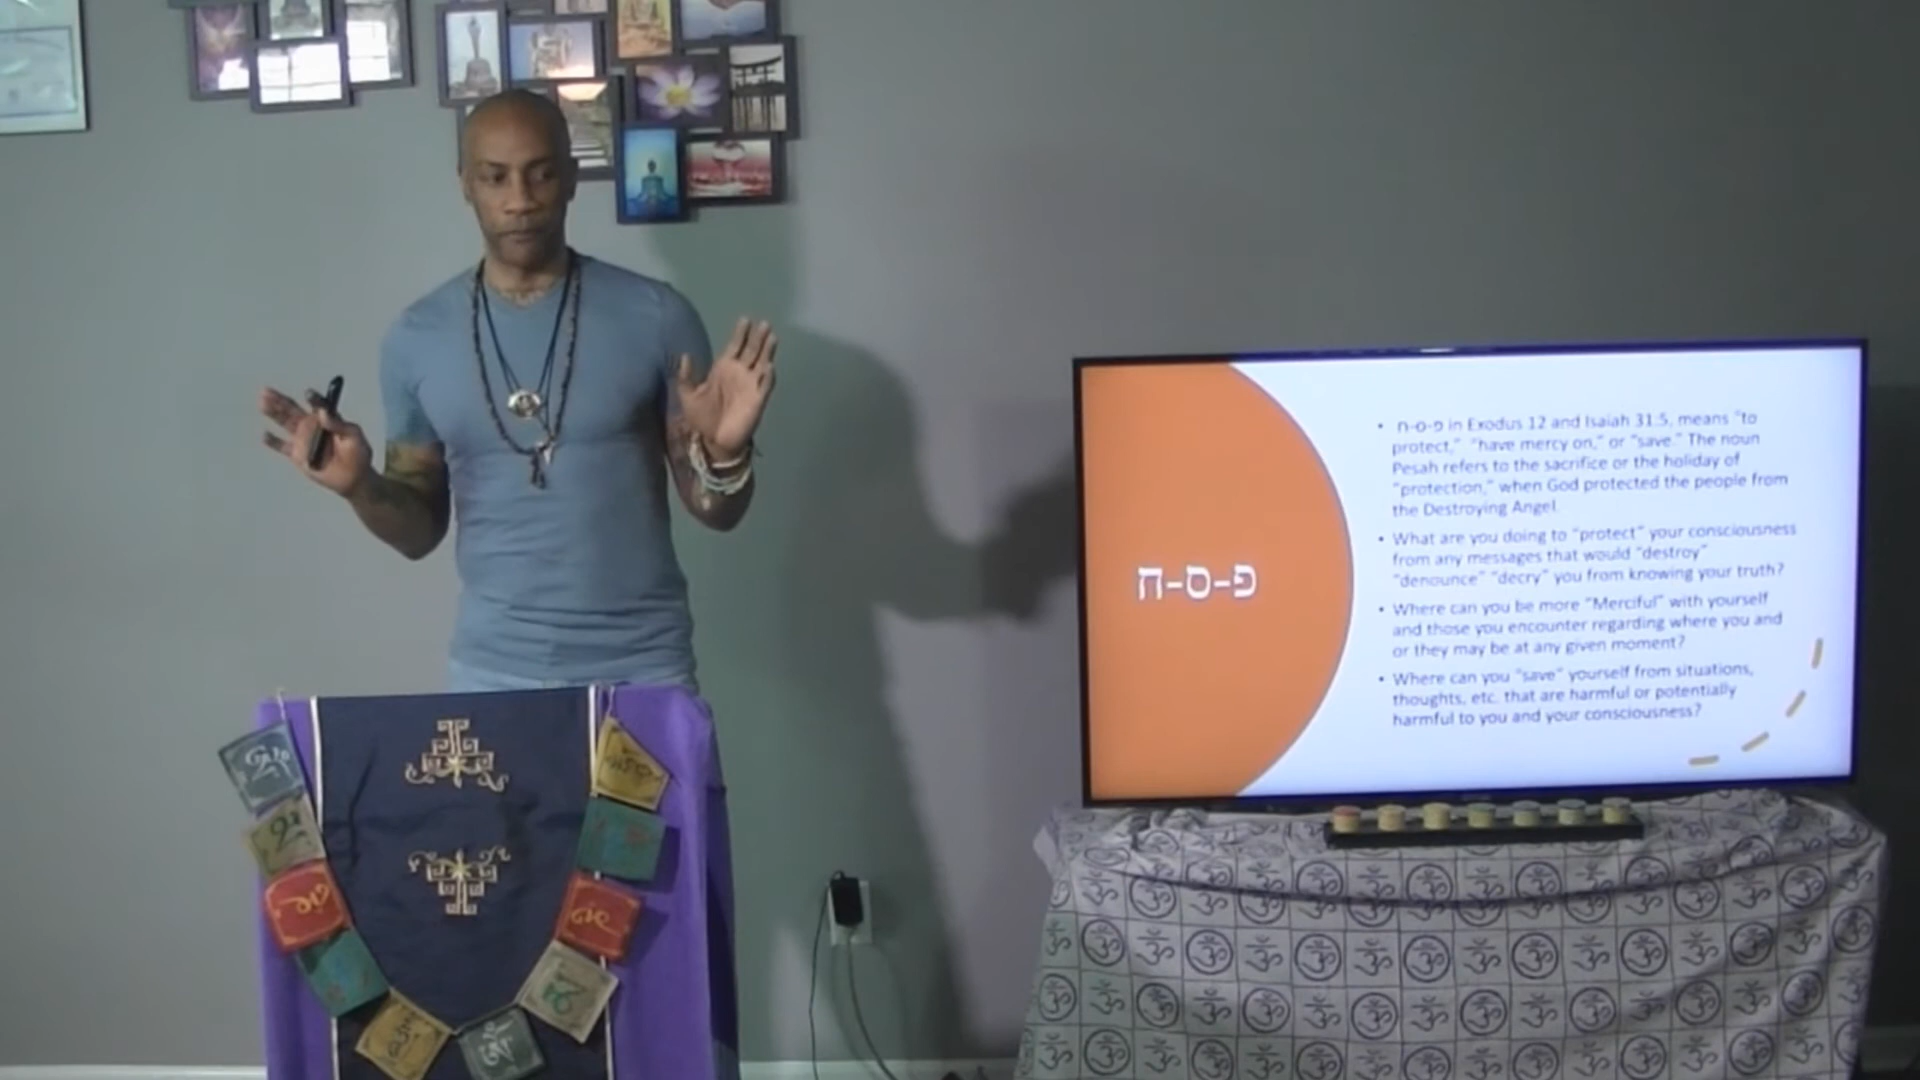 פ-ס-ח
• פ-ס-ח in Exodus 12 and Isaiah 31:5, means "to
protect," "have mercy on," or "save." The noun
Pesah refers to the sacrifice or the holiday of
"protection," when God protected the people from
the Destroying Angel.
• What are you doing to "protect" your consciousness
from any messages that would "destroy"
"denounce" "decry" you from knowing your truth?
• Where can you be more "Merciful" with yourself
and those you encounter regarding where you and
or they may be at any given moment?
• Where can you "save" yourself from situations,
thoughts, etc. that are harmful or potentially
harmful to you and your consciousness?